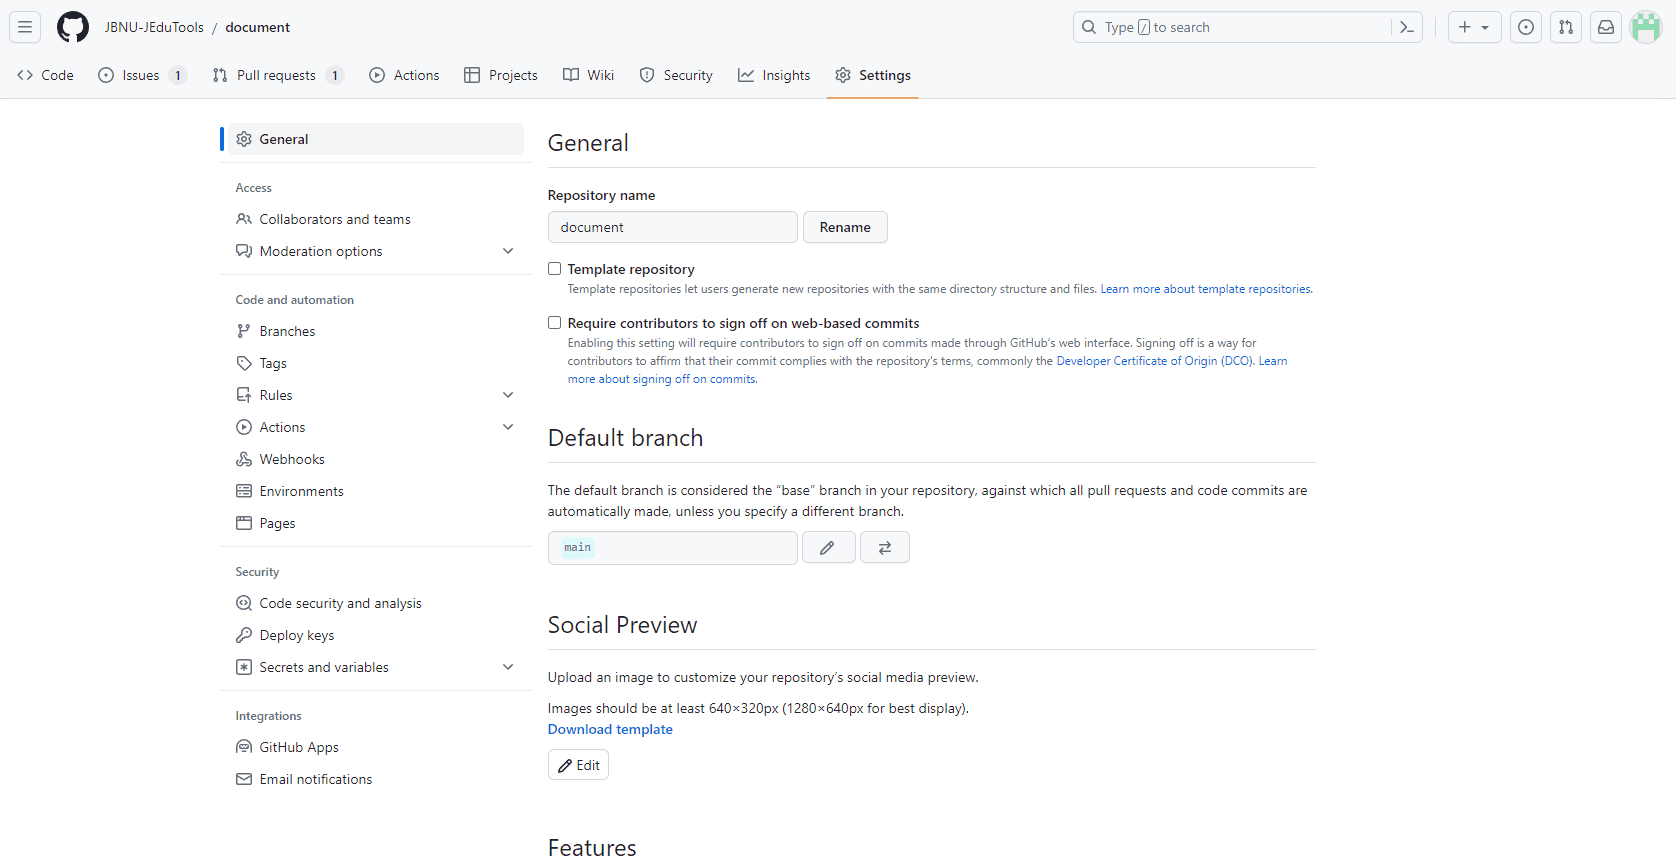 JBNU-JEduTools / document
Type / to search
Code
Issues 1
Pull requests 1
Actions
Projects
Wiki
Security
Insights
Settings
General
Access
Collaborators and teams
Moderation options
Code and automation
Branches
Tags
Rules
Actions
Webhooks
Environments
Pages
Security
Code security and analysis
Deploy keys
Secrets and variables
Integrations
GitHub Apps
Email notifications
General
Repository name
document
Rename
Template repository
Template repositories let users generate new repositories with the same directory structure and files. Learn more about template repositories.
Require contributors to sign off on web-based commits
Enabling this setting will require contributors to sign off on commits made through GitHub’s web interface. Signing off is a way for
contributors to affirm that their commit complies with the repository's terms, commonly the Developer Certificate of Origin (DCO). Learn
more about signing off on commits.
Default branch
The default branch is considered the “base” branch in your repository, against which all pull requests and code commits are
automatically made, unless you specify a different branch.
main
Social Preview
Upload an image to customize your repository’s social media preview.
Images should be at least 640×320px (1280×640px for best display).
Download template
Edit
Features